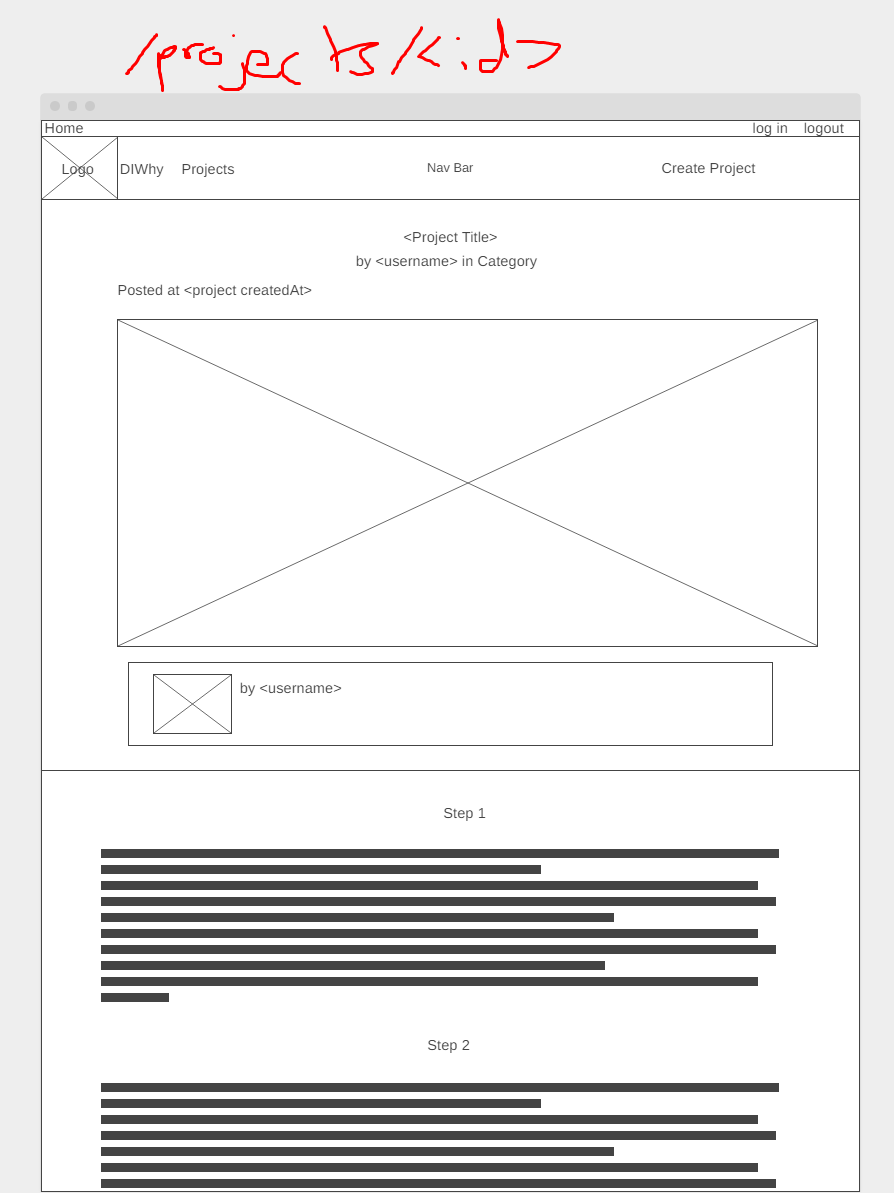 /projects/<id>
Home log in logout
Logo DIWhy Projects Nav Bar Create Project
<Project Title>
by <username> in Category
Posted at <project createdAt>
by <username>
Step 1
Step 2